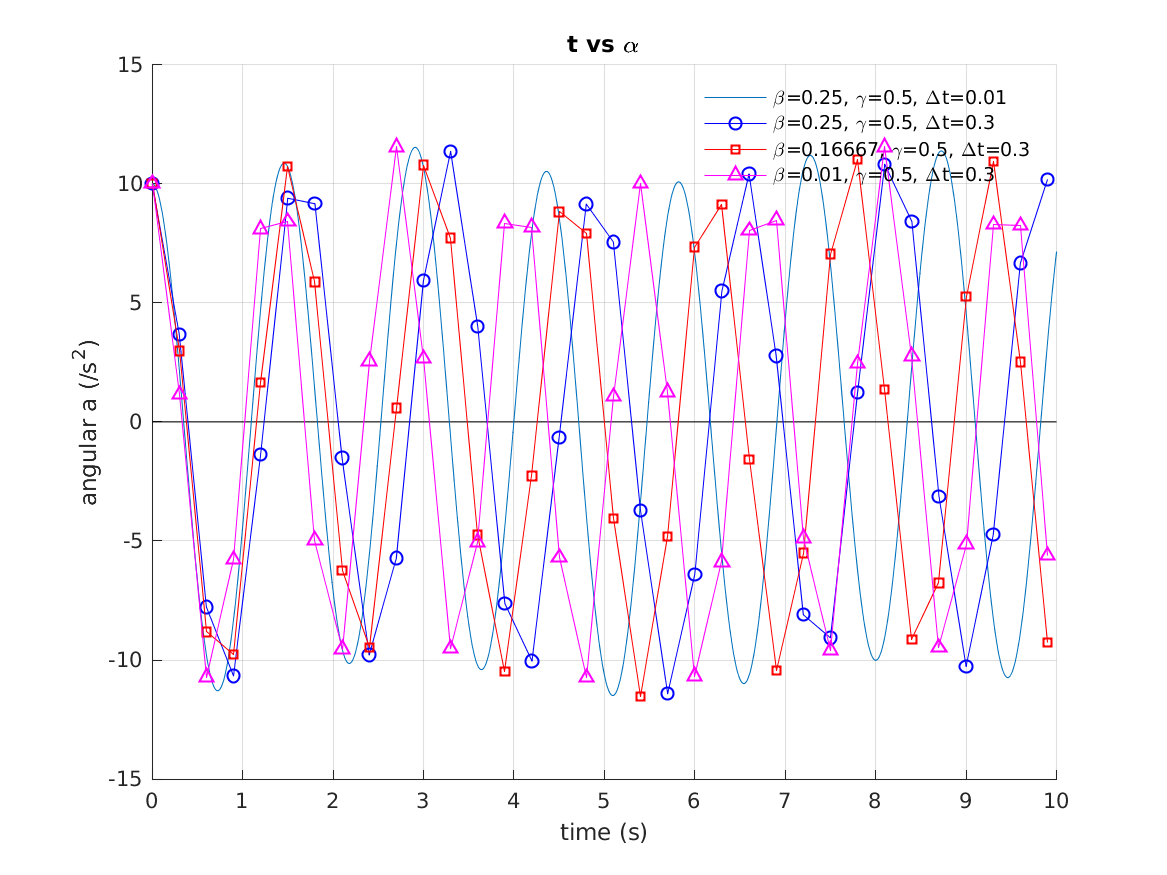 t vs α
15
10
5
0
-5
-10
-15
angular a (/s²)
β=0.25, γ=0.5, Δt=0.01
β=0.25, γ=0.5, Δt=0.3
β=0.16667, γ=0.5, Δt=0.3
β=0.01, γ=0.5, Δt=0.3
0 1 2 3 4 5 6 7 8 9 10
time (s)